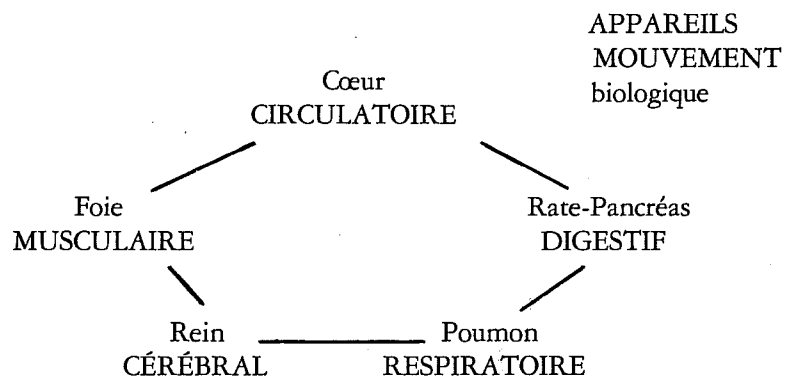 APPAREILS
MOUVEMENT
biologique
Cœur
CIRCULATOIRE
Foie
MUSCULAIRE
Rate-Pancréas
DIGESTIF
Rein
CÉRÉBRAL
Poumon
RESPIRATOIRE